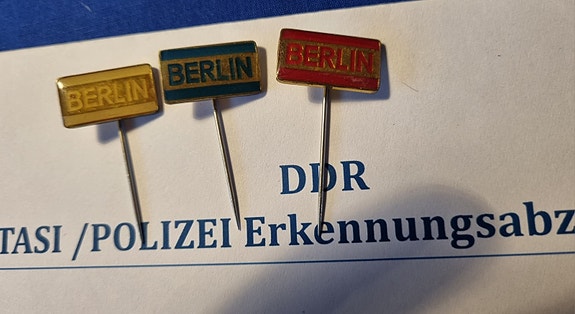 BERLIN
BERLIN
BERLIN
DDR
TASI /POLIZEI Erkennungsabz